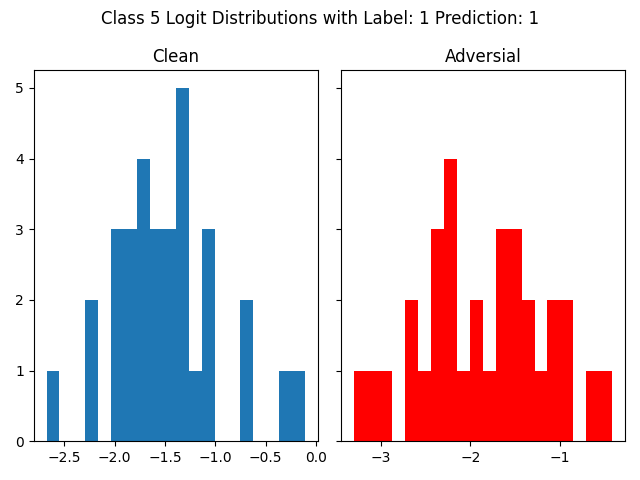 Class 5 Logit Distributions with Label: 1 Prediction: 1
Clean
Adversial
5
4
3
2
1
0
−2.5 −2.0 −1.5 −1.0 −0.5 0.0
−3 −2 −1